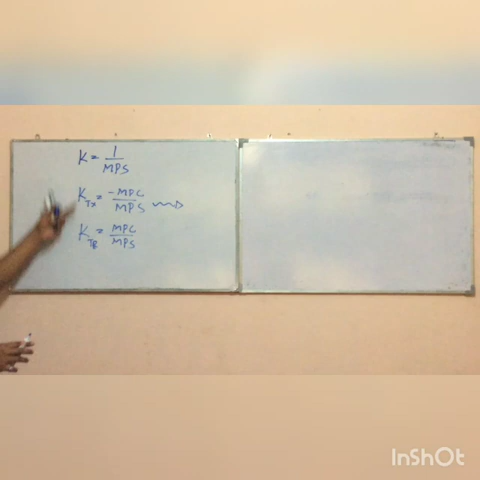 K = 1/MPS
K_Tx = -MPC/MPS
K_TR = MPC/MPS
InShOt